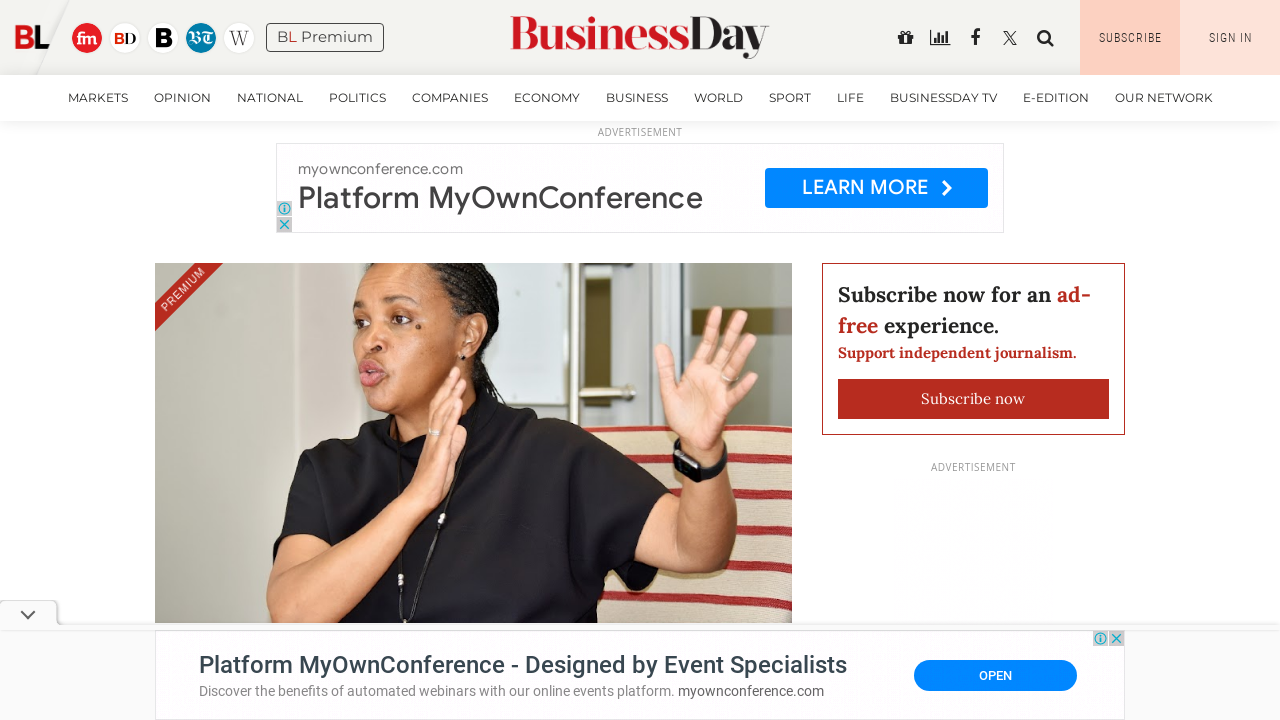 BL fm BD B BT W BL Premium BusinessDay SUBSCRIBE SIGN IN
MARKETS OPINION NATIONAL POLITICS COMPANIES ECONOMY BUSINESS WORLD SPORT LIFE BUSINESSDAY TV E-EDITION OUR NETWORK
ADVERTISEMENT
myownconference.com
Platform MyOwnConference
LEARN MORE
PREMIUM
Subscribe now for an ad-
free experience.
Support independent journalism.
Subscribe now
ADVERTISEMENT
Platform MyOwnConference - Designed by Event Specialists
Discover the benefits of automated webinars with our online events platform. myownconference.com
OPEN